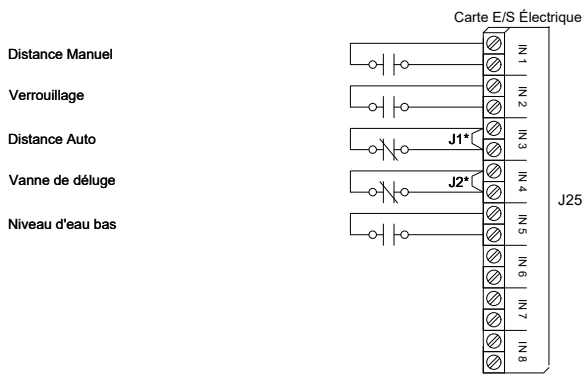 Carte E/S Électrique
Distance Manuel
IN 1
Verrouillage
IN 2
Distance Auto
J1*
IN 3
Vanne de déluge
J2*
IN 4
J25
Niveau d'eau bas
IN 5
IN 6
IN 7
IN 8